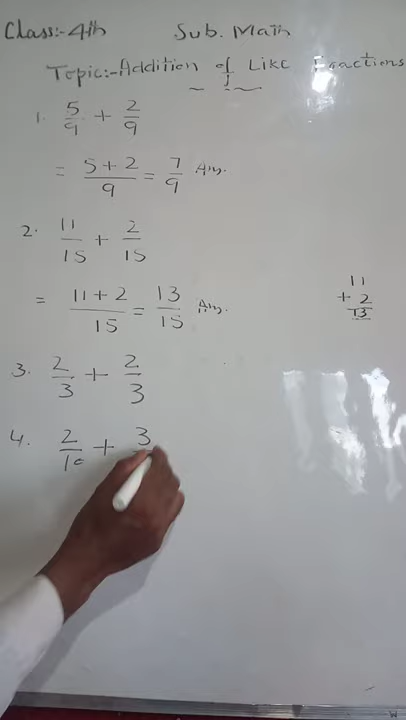 Class:- 4th Sub. Math
Topic:- Addition of Like Fractions
1. 5/9 + 2/9
= 5+2/9 = 7/9 Ans.
2. 11/15 + 2/15
= 11+2/15 = 13/15 Ans.
11
+ 2
13
3. 2/3 + 2/3
4. 2/10 + 3